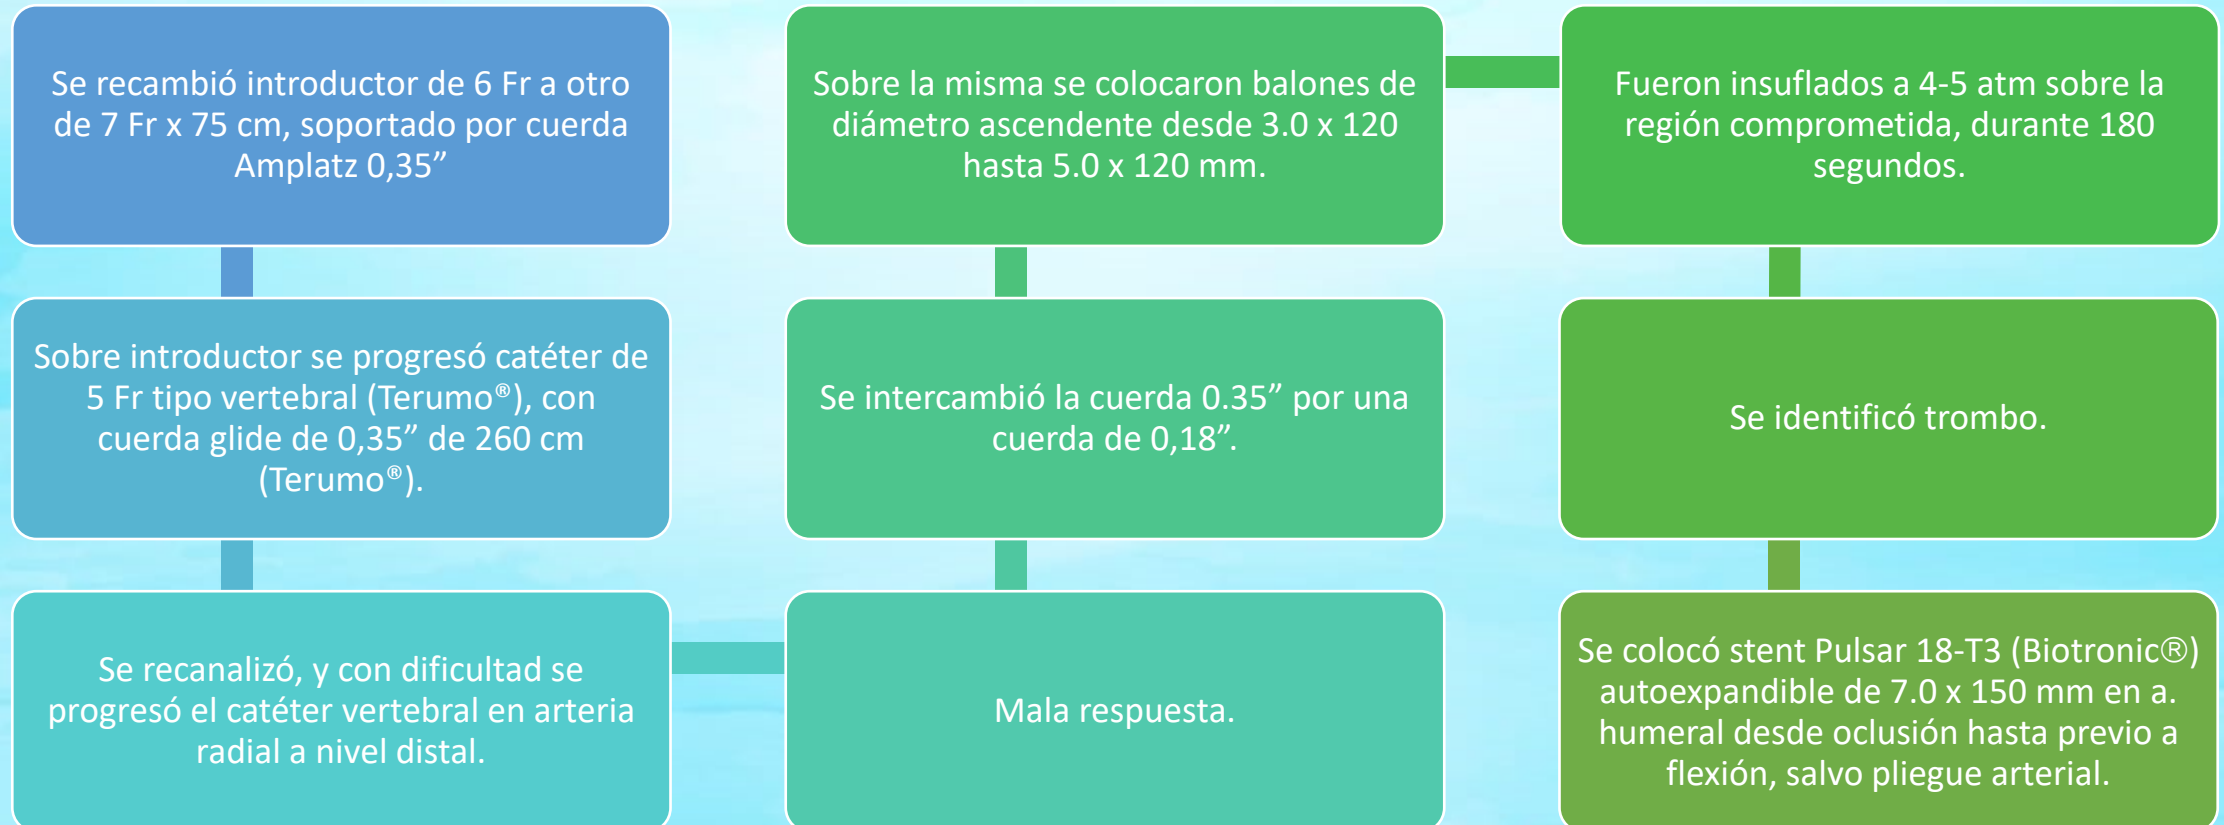 Se recambió introductor de 6 Fr a otro
de 7 Fr x 75 cm, soportado por cuerda
Amplatz 0,35”
Sobre introductor se progresó catéter de
5 Fr tipo vertebral (Terumo®), con
cuerda glide de 0,35” de 260 cm
(Terumo®).
Se recanalizó, y con dificultad se
progresó el catéter vertebral en arteria
radial a nivel distal.
Mala respuesta.
Se intercambió la cuerda 0.35” por una
cuerda de 0,18”.
Sobre la misma se colocaron balones de
diámetro ascendente desde 3.0 x 120
hasta 5.0 x 120 mm.
Fueron insuflados a 4-5 atm sobre la
región comprometida, durante 180
segundos.
Se identificó trombo.
Se colocó stent Pulsar 18-T3 (Biotronic®)
autoexpandible de 7.0 x 150 mm en a.
humeral desde oclusión hasta previo a
flexión, salvo pliegue arterial.